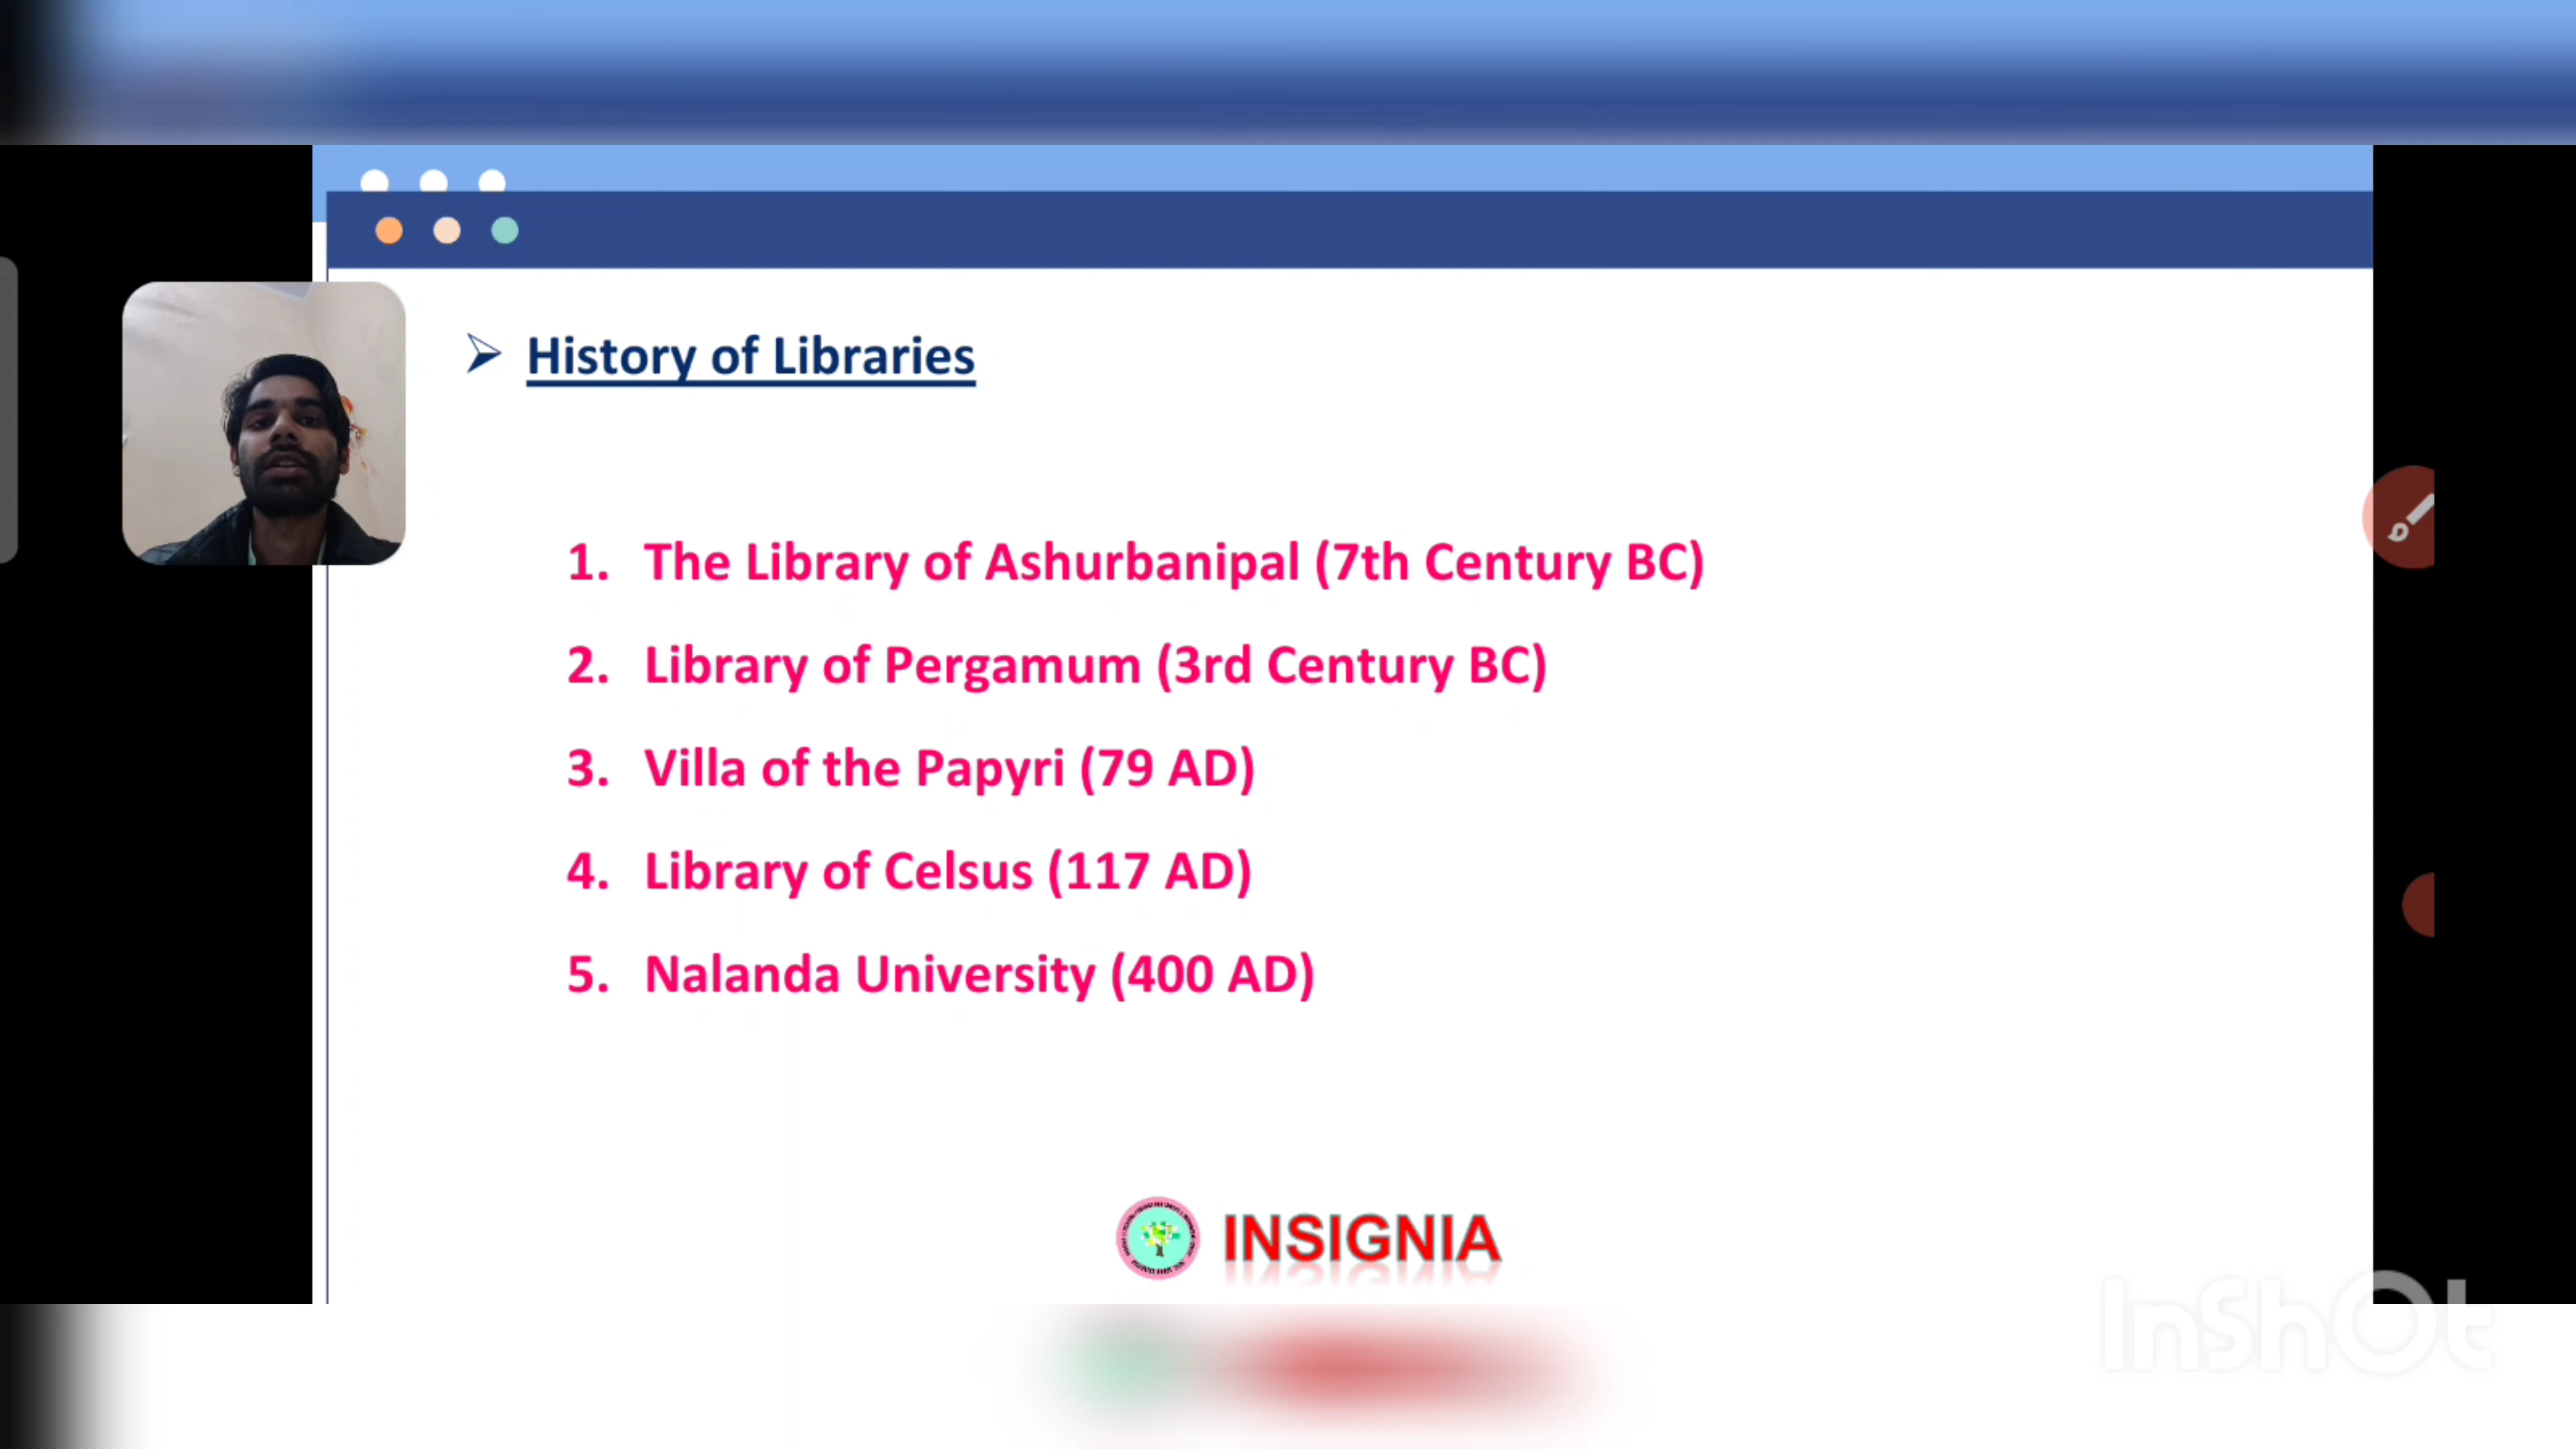 History of Libraries
1. The Library of Ashurbanipal (7th Century BC)
2. Library of Pergamum (3rd Century BC)
3. Villa of the Papyri (79 AD)
4. Library of Celsus (117 AD)
5. Nalanda University (400 AD)
INSIGNIA
InShOt